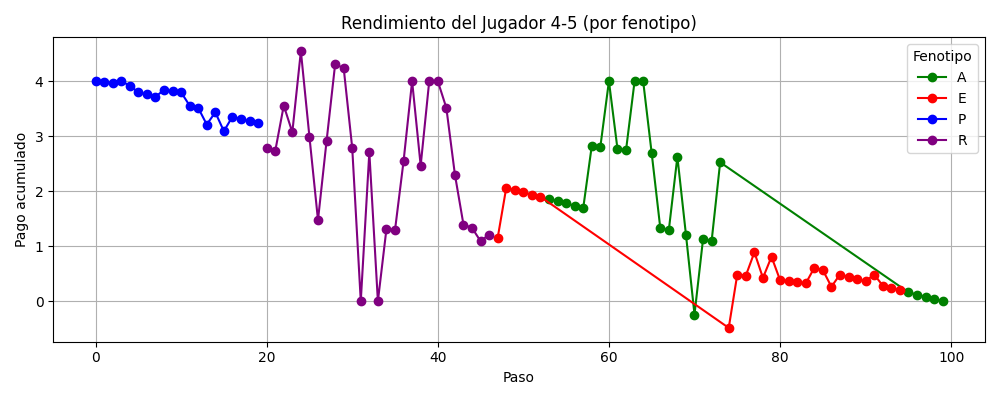 Rendimiento del Jugador 4-5 (por fenotipo)
Pago acumulado
4
3
2
1
0
0 20 40 60 80 100
Paso
Fenotipo
A
E
P
R